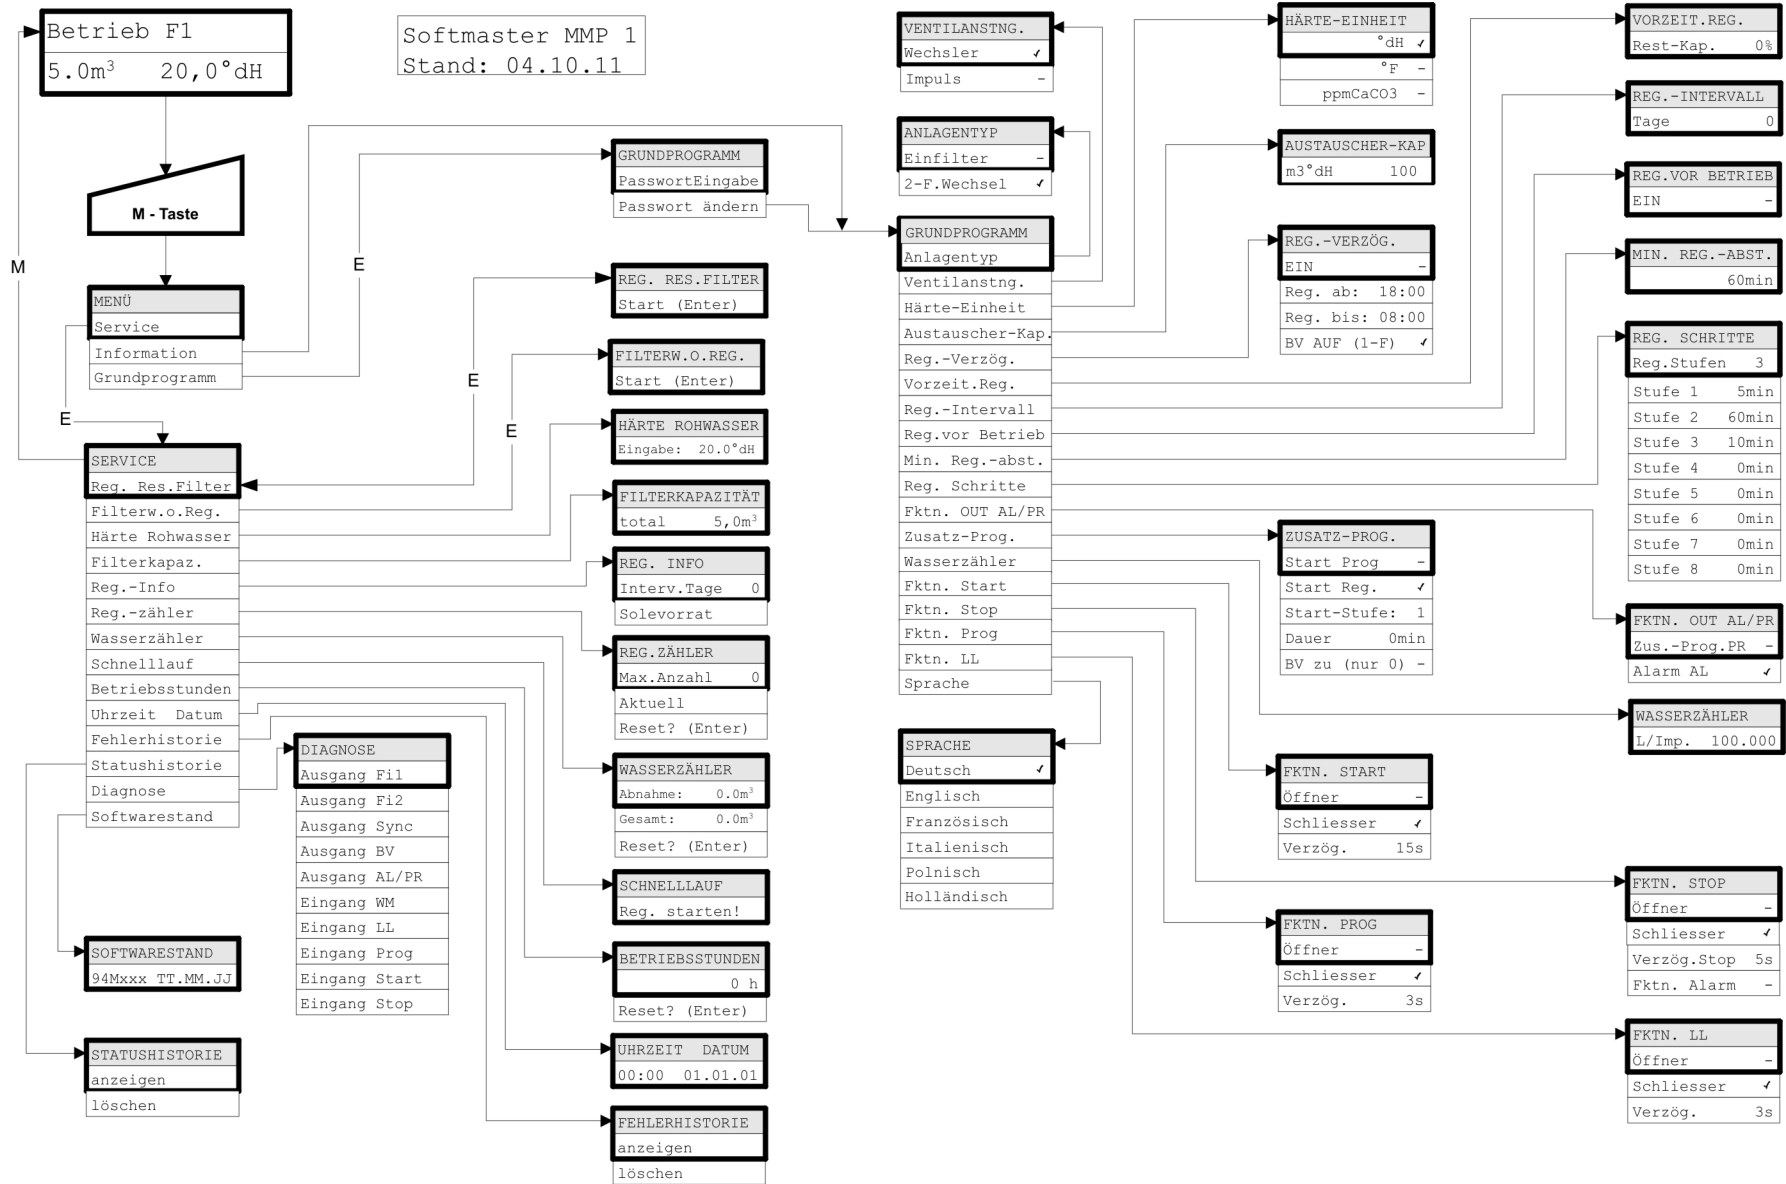 Betrieb F1
5.0m³ 20,0°dH
Softmaster MMP 1
Stand: 04.10.11
M - Taste
M
E
E
E
E
E
MENÜ
Service
Information
Grundprogramm
SERVICE
Reg. Res.Filter
Filterw.o.Reg.
Härte Rohwasser
Filterkapaz.
Reg.-Info
Reg.-zähler
Wasserzähler
Schnelllauf
Betriebsstunden
Uhrzeit Datum
Fehlerhistorie
Statushistorie
Diagnose
Softwarestand
SOFTWARESTAND
94Mxxx TT.MM.JJ
STATUSHISTORIE
anzeigen
löschen
DIAGNOSE
Ausgang Fi1
Ausgang Fi2
Ausgang Sync
Ausgang BV
Ausgang AL/PR
Eingang WM
Eingang LL
Eingang Prog
Eingang Start
Eingang Stop
GRUNDPROGRAMM
PasswortEingabe
Passwort ändern
REG. RES.FILTER
Start (Enter)
FILTERW.O.REG.
Start (Enter)
HÄRTE ROHWASSER
Eingabe: 20.0°dH
FILTERKAPAZITÄT
total 5,0m³
REG. INFO
Interv.Tage 0
Solevorrat
REG.ZÄHLER
Max.Anzahl 0
Aktuell
Reset? (Enter)
WASSERZÄHLER
Abnahme: 0.0m³
Gesamt: 0.0m³
Reset? (Enter)
SCHNELLLAUF
Reg. starten!
BETRIEBSSTUNDEN
0 h
Reset? (Enter)
UHRZEIT DATUM
00:00 01.01.01
FEHLERHISTORIE
anzeigen
löschen
VENTILANSTNG.
Wechsler ✓
Impuls -
ANLAGENTYP
Einfilter -
2-F.Wechsel ✓
GRUNDPROGRAMM
Anlagentyp
Ventilanstng.
Härte-Einheit
Austauscher-Kap.
Reg.-Verzög.
Vorzeit.Reg.
Reg.-Intervall
Reg.vor Betrieb
Min. Reg.-abst.
Reg. Schritte
Fktn. OUT AL/PR
Zusatz-Prog.
Wasserzähler
Fktn. Start
Fktn. Stop
Fktn. Prog
Fktn. LL
Sprache
SPRACHE
Deutsch ✓
Englisch
Französisch
Italienisch
Polnisch
Holländisch
HÄRTE-EINHEIT
°dH ✓
°F -
ppmCaCO3 -
AUSTAUSCHER-KAP
m3°dH 100
REG.-VERZÖG.
EIN -
Reg. ab: 18:00
Reg. bis: 08:00
BV AUF (1-F) ✓
ZUSATZ-PROG.
Start Prog -
Start Reg. ✓
Start-Stufe: 1
Dauer 0min
BV zu (nur 0) -
FKTN. START
Öffner -
Schliesser ✓
Verzög. 15s
FKTN. PROG
Öffner -
Schliesser ✓
Verzög. 3s
VORZEIT.REG.
Rest-Kap. 0%
REG.-INTERVALL
Tage 0
REG.VOR BETRIEB
EIN -
MIN. REG.-ABST.
60min
REG. SCHRITTE
Reg.Stufen 3
Stufe 1 5min
Stufe 2 60min
Stufe 3 10min
Stufe 4 0min
Stufe 5 0min
Stufe 6 0min
Stufe 7 0min
Stufe 8 0min
FKTN. OUT AL/PR
Zus.-Prog.PR -
Alarm AL ✓
WASSERZÄHLER
L/Imp. 100.000
FKTN. STOP
Öffner -
Schliesser ✓
Verzög.Stop 5s
Fktn. Alarm -
FKTN. LL
Öffner -
Schliesser ✓
Verzög. 3s